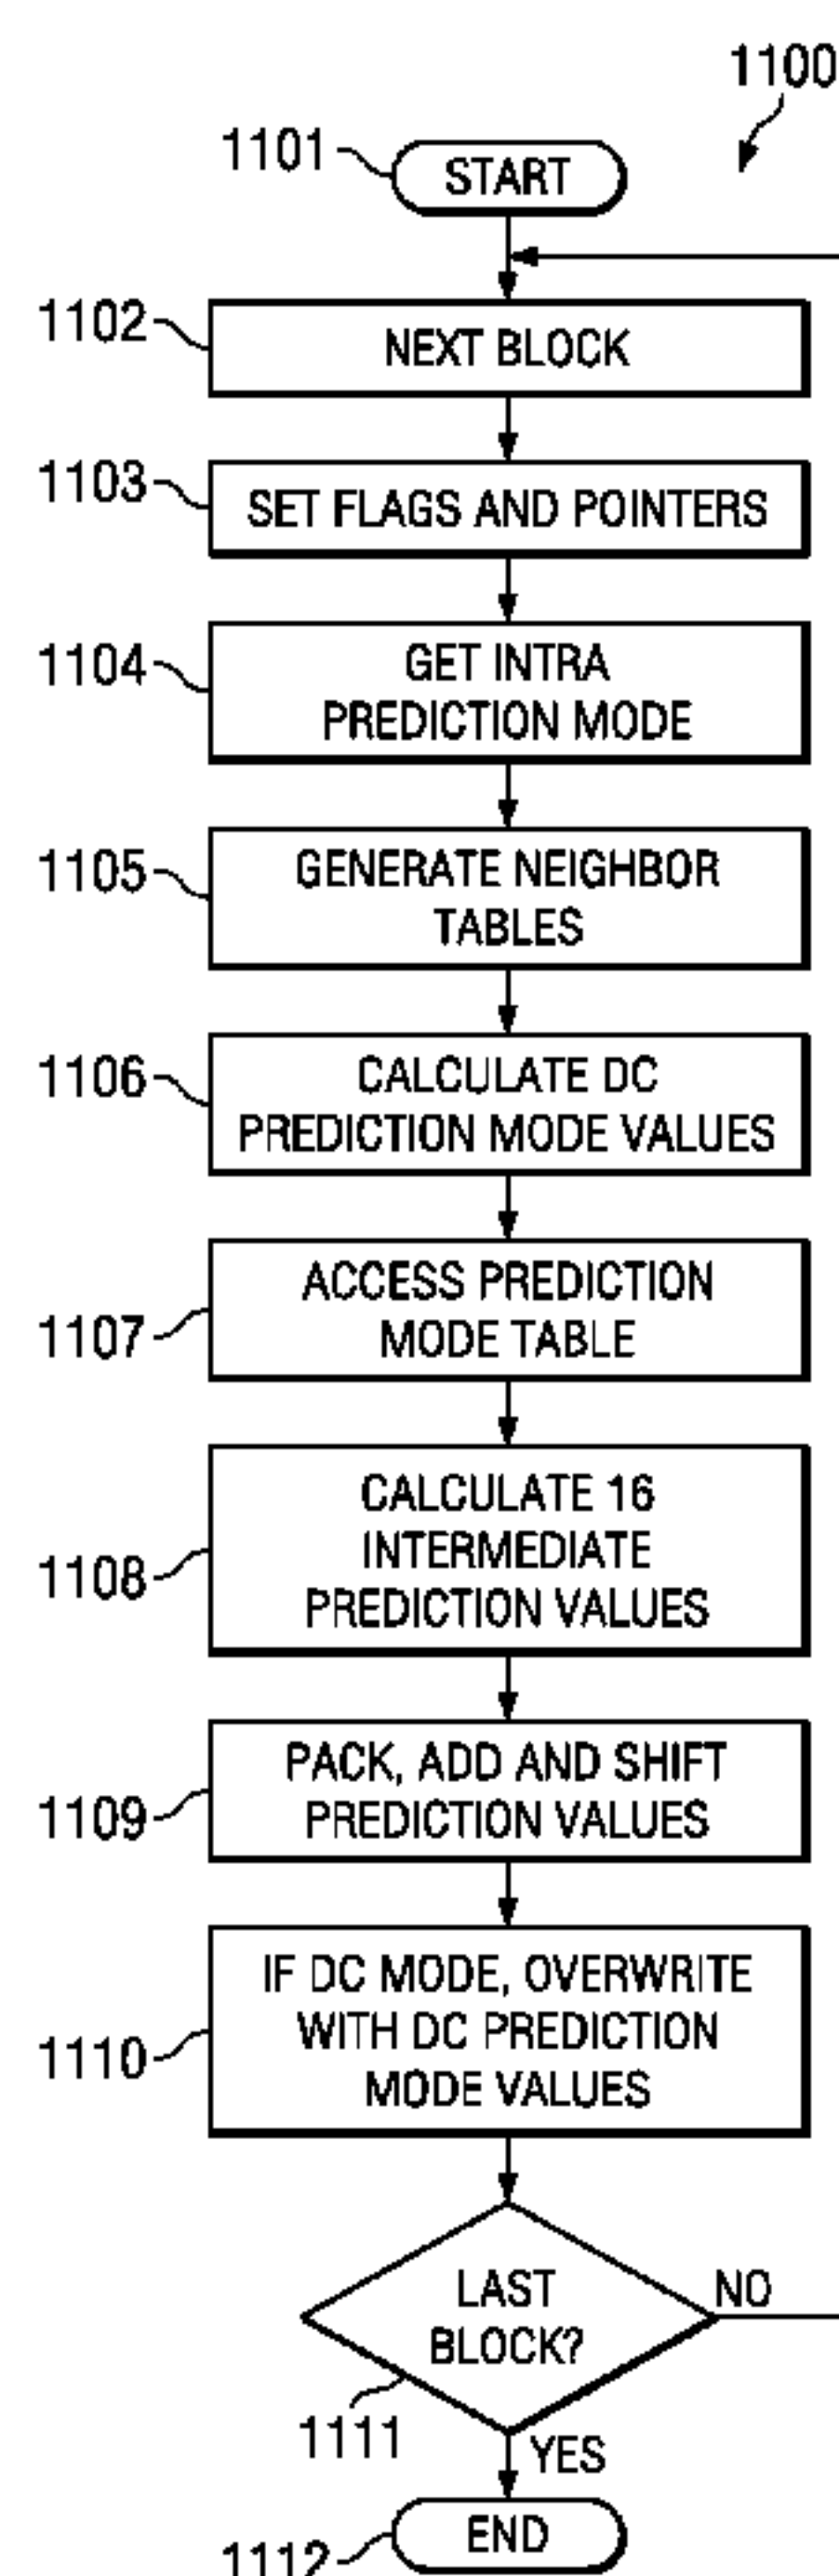 1100
1101
START
1102
NEXT BLOCK
1103
SET FLAGS AND POINTERS
1104
GET INTRA
PREDICTION MODE
1105
GENERATE NEIGHBOR
TABLES
1106
CALCULATE DC
PREDICTION MODE VALUES
1107
ACCESS PREDICTION
MODE TABLE
1108
CALCULATE 16
INTERMEDIATE
PREDICTION VALUES
1109
PACK, ADD AND SHIFT
PREDICTION VALUES
1110
IF DC MODE, OVERWRITE
WITH DC PREDICTION
MODE VALUES
LAST
BLOCK?
NO
1111
YES
1112
END